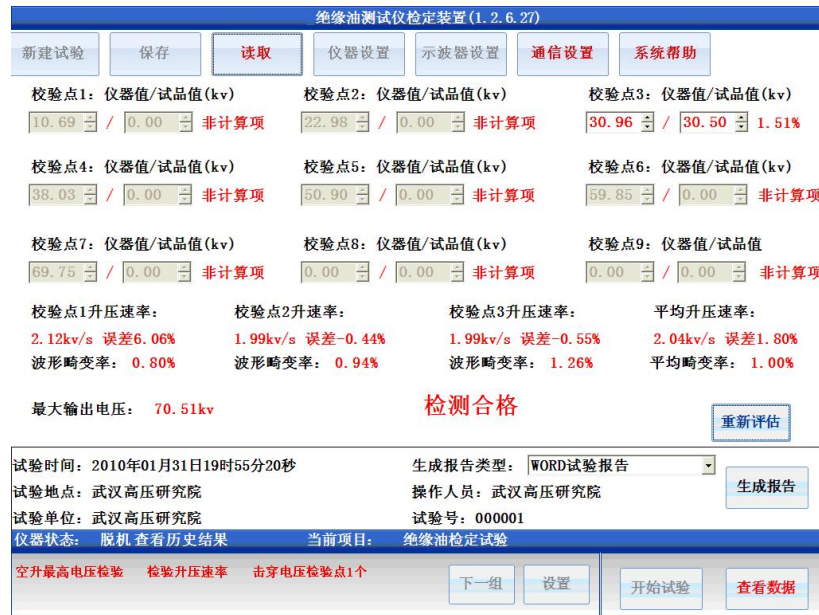 绝缘油测试仪检定装置(1.2.6.27)
新建试验 保存 读取 仪器设置 示波器设置 通信设置 系统帮助
校验点1: 仪器值/试品值(kv) 校验点2: 仪器值/试品值(kv) 校验点3: 仪器值/试品值(kv)
10.69 / 0.00 非计算项 22.98 / 0.00 非计算项 30.96 / 30.50 1.51%
校验点4: 仪器值/试品值(kv) 校验点5: 仪器值/试品值(kv) 校验点6: 仪器值/试品值(kv)
38.03 / 0.00 非计算项 50.90 / 0.00 非计算项 59.85 / 0.00 非计算项
校验点7: 仪器值/试品值(kv) 校验点8: 仪器值/试品值(kv) 校验点9: 仪器值/试品值
69.75 / 0.00 非计算项 0.00 / 0.00 非计算项 0.00 / 0.00 非计算项
校验点1升压速率: 校验点2升速率: 校验点3升压速率: 平均升压速率:
2.12kv/s 误差6.06% 1.99kv/s 误差-0.44% 1.99kv/s 误差-0.55% 2.04kv/s 误差1.80%
波形畸变率: 0.80% 波形畸变率: 0.94% 波形畸变率: 1.26% 平均畸变率: 1.00%
最大输出电压: 70.51kv 检测合格 重新评估
试验时间: 2010年01月31日19时55分20秒 生成报告类型: WORD试验报告
试验地点: 武汉高压研究院 操作人员: 武汉高压研究院 生成报告
试验单位: 武汉高压研究院 试验号: 000001
仪器状态: 脱机查看历史结果 当前项目: 绝缘油检定试验
空升最高电压检验 检验升压速率 击穿电压检验点1个 下一组 设置 开始试验 查看数据